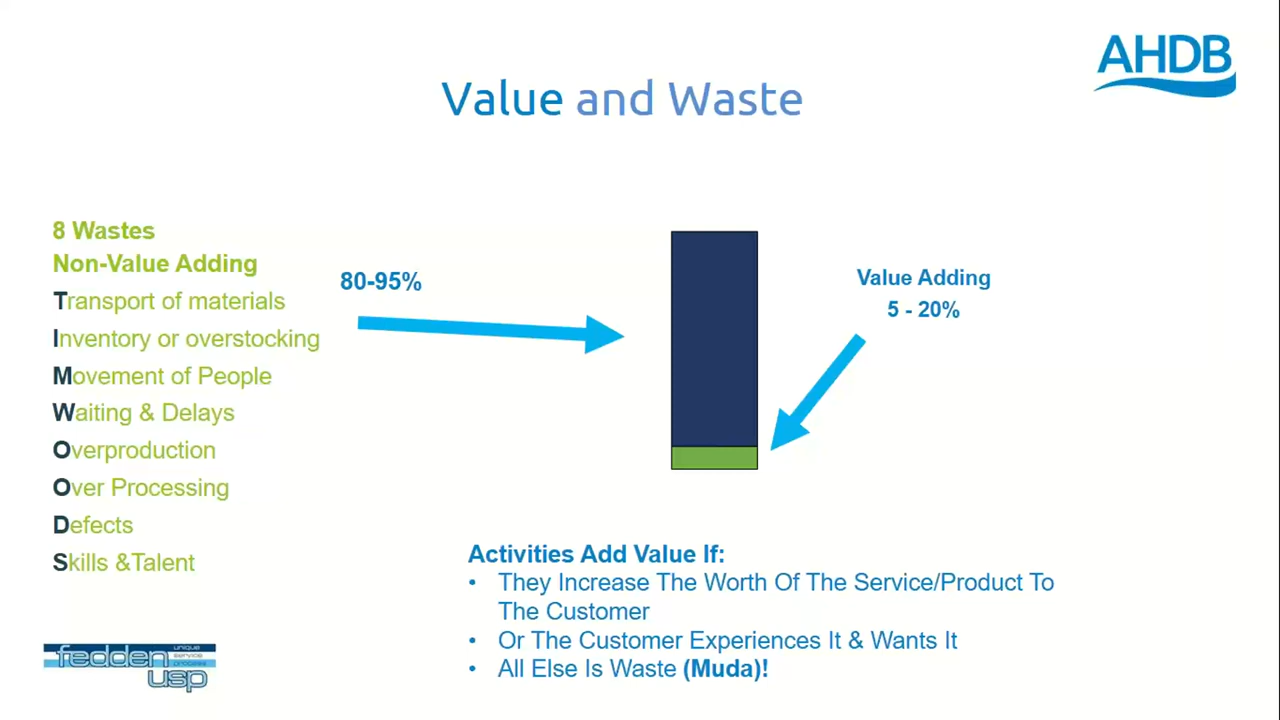 AHDB
Value and Waste
8 Wastes
Non-Value Adding
Transport of materials
Inventory or overstocking
Movement of People
Waiting & Delays
Overproduction
Over Processing
Defects
Skills &Talent
80-95%
Value Adding
5 - 20%
Activities Add Value If:
• They Increase The Worth Of The Service/Product To
The Customer
• Or The Customer Experiences It & Wants It
• All Else Is Waste (Muda)!
fedden
unique
service
process
usp